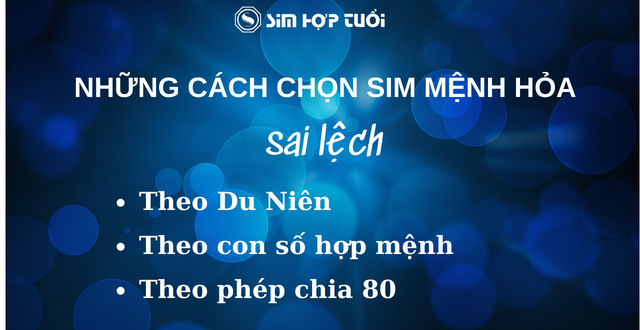 SIM HỢP TUỔI
NHỮNG CÁCH CHỌN SIM MỆNH HỎA
sai lệch
• Theo Du Niên
• Theo con số hợp mệnh
• Theo phép chia 80